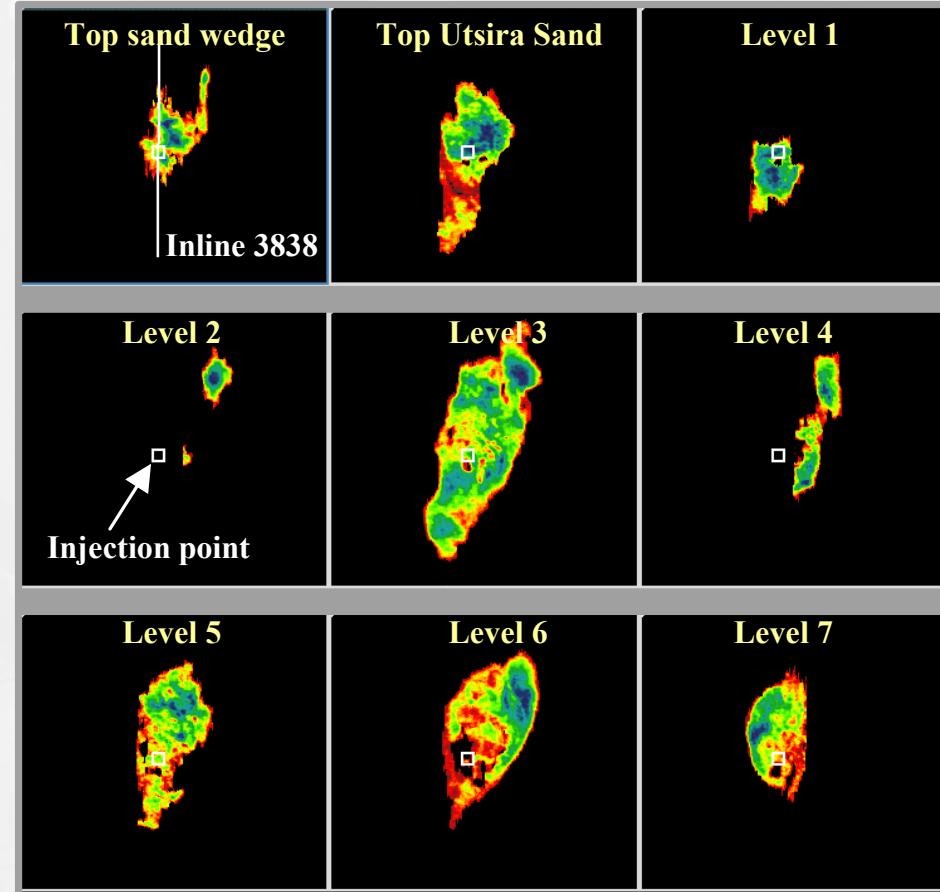 Top sand wedge
Top Utsira Sand
Level 1
Inline 3838
Level 2
Level 3
Level 4
Injection point
Level 5
Level 6
Level 7